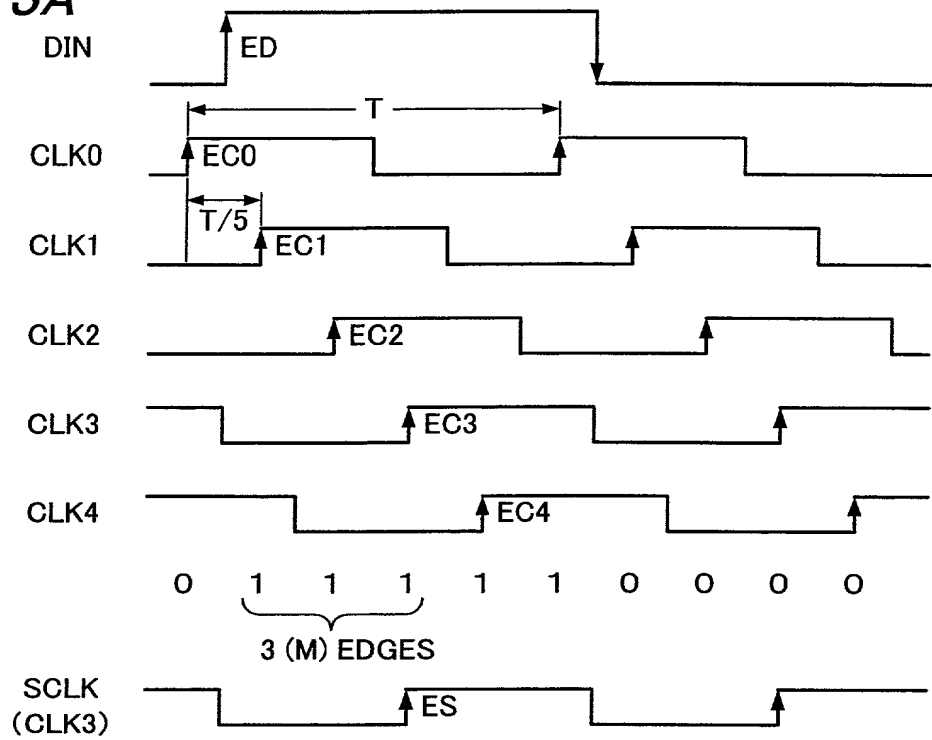 DIN
ED
T
CLK0
EC0
T/5
CLK1
EC1
CLK2
EC2
CLK3
EC3
CLK4
EC4
0 1 1 1 1 1 0 0 0 0
3 (M) EDGES
SCLK
(CLK3)
ES